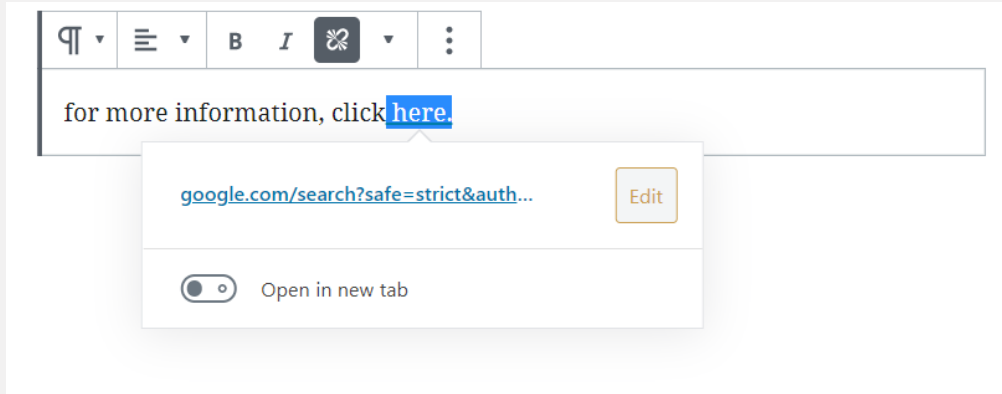 B I
for more information, click here.
google.com/search?safe=strict&auth...
Edit
Open in new tab